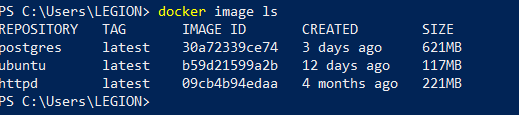 PS C:\Users\LEGION> docker image ls
REPOSITORY   TAG       IMAGE ID       CREATED        SIZE
postgres     latest    30a72339ce74   3 days ago     621MB
ubuntu       latest    b59d21599a2b   12 days ago    117MB
httpd        latest    09cb4b94edaa   4 months ago   221MB
PS C:\Users\LEGION>